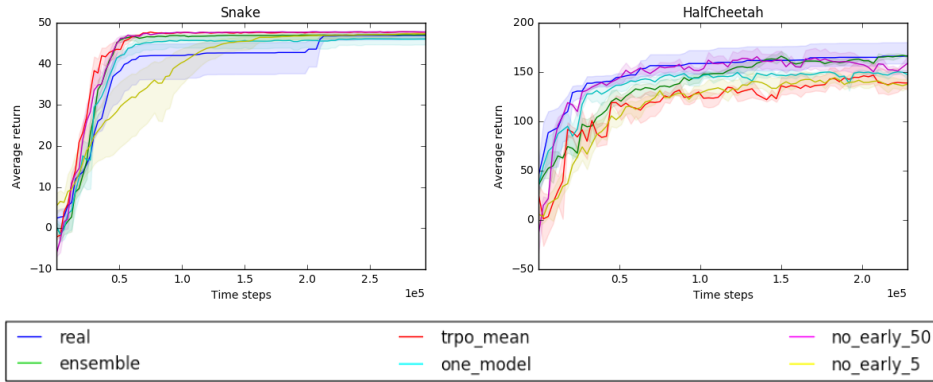 Snake
Average return
50
40
30
20
10
0
−10
0.5
1.0
1.5
2.0
2.5
1e5
Time steps
HalfCheetah
Average return
200
150
100
50
0
−50
0.5
1.0
1.5
2.0
1e5
Time steps
real
trpo_mean
no_early_50
ensemble
one_model
no_early_5